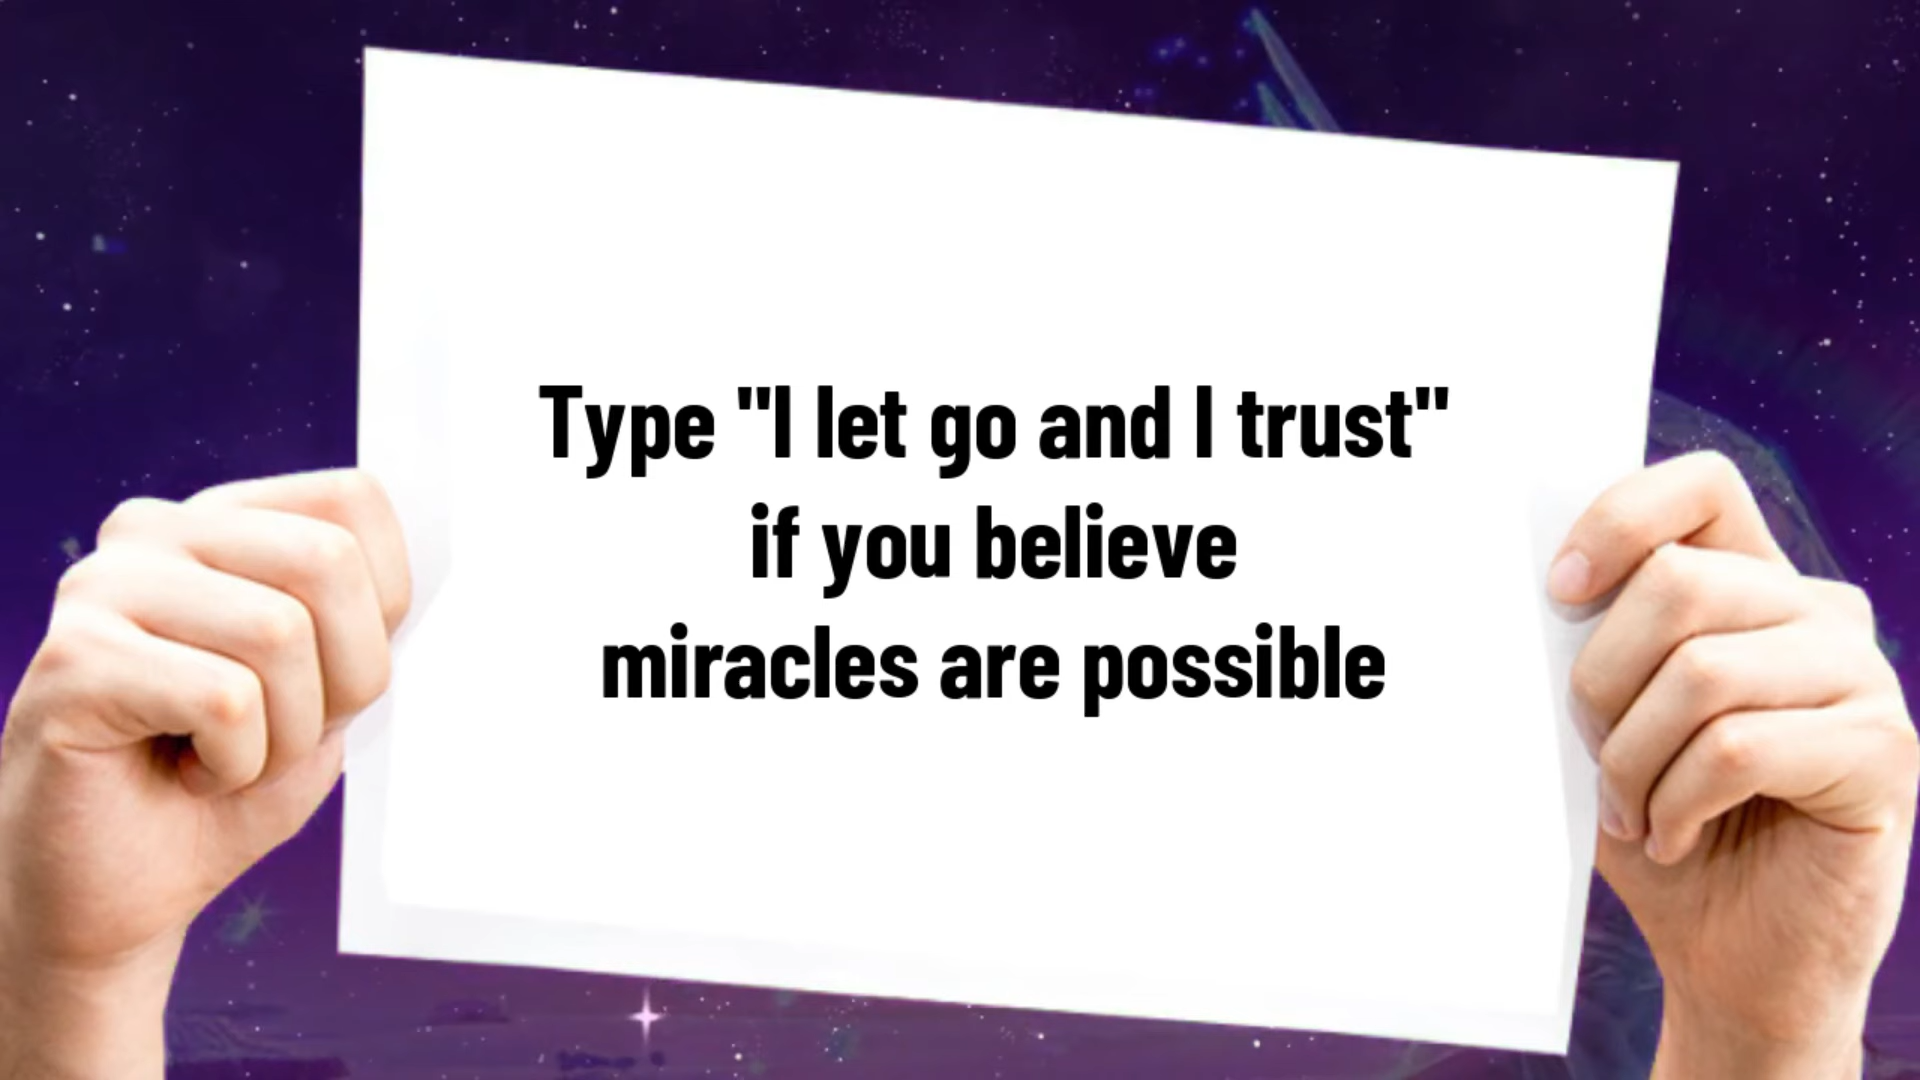 Type "I let go and I trust"
if you believe
miracles are possible